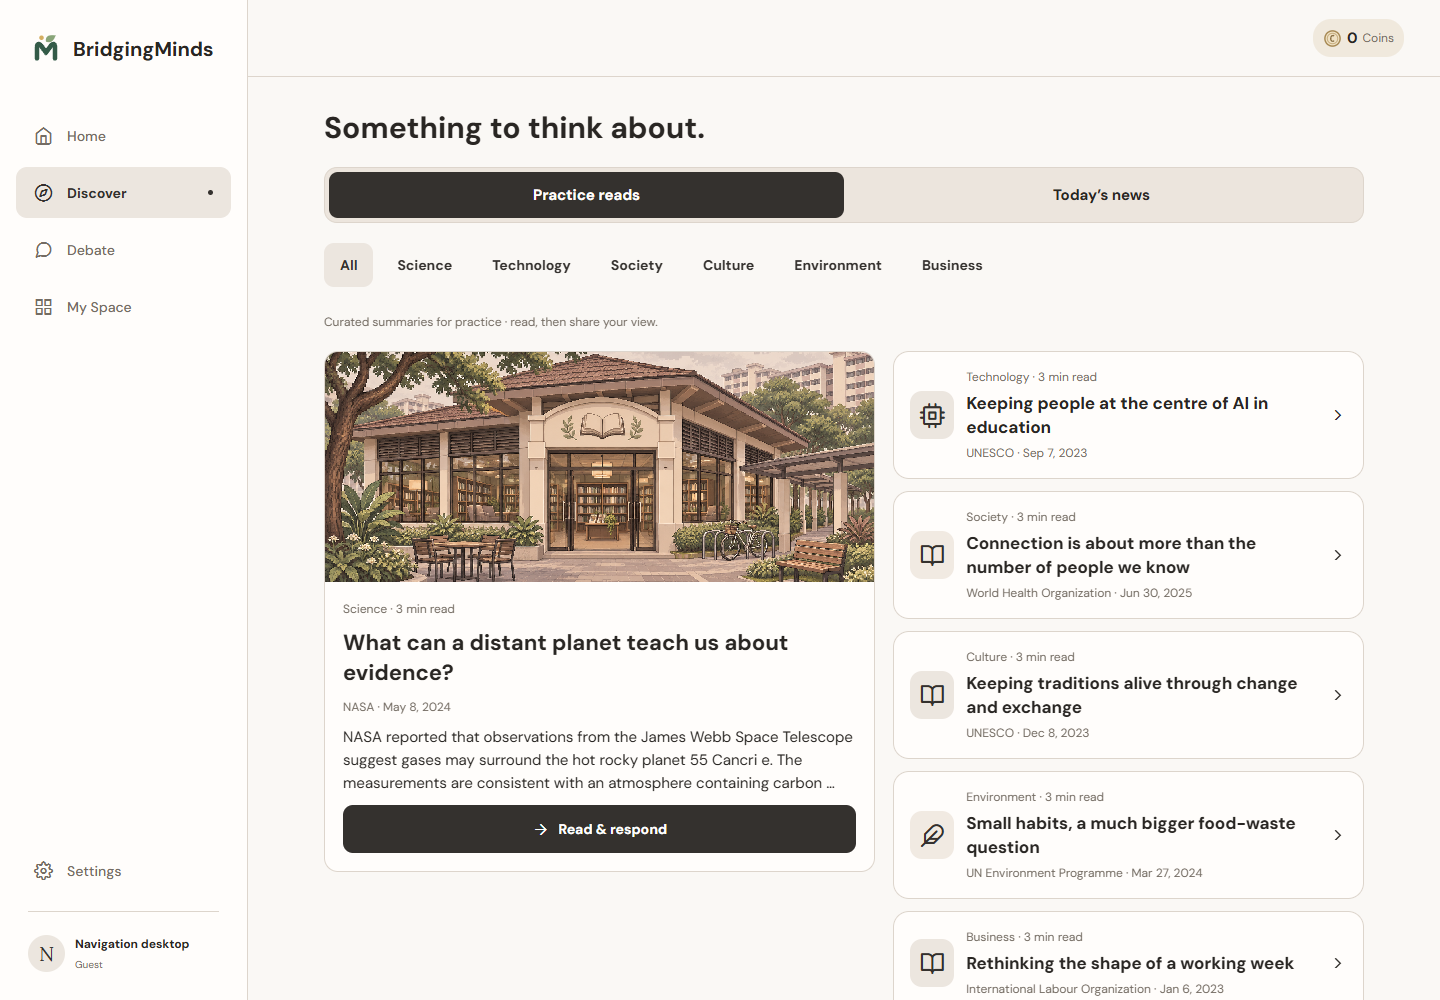 BridgingMinds
Home
Discover
Debate
My Space
Settings
N
Navigation desktop
Guest
C
0 Coins
Something to think about.
Practice reads
Today’s news
All
Science
Technology
Society
Culture
Environment
Business
Curated summaries for practice · read, then share your view.
Science · 3 min read
What can a distant planet teach us about
evidence?
NASA · May 8, 2024
NASA reported that observations from the James Webb Space Telescope
suggest gases may surround the hot rocky planet 55 Cancri e. The
measurements are consistent with an atmosphere containing carbon …
Read & respond
Technology · 3 min read
Keeping people at the centre of AI in
education
UNESCO · Sep 7, 2023
Society · 3 min read
Connection is about more than the
number of people we know
World Health Organization · Jun 30, 2025
Culture · 3 min read
Keeping traditions alive through change
and exchange
UNESCO · Dec 8, 2023
Environment · 3 min read
Small habits, a much bigger food-waste
question
UN Environment Programme · Mar 27, 2024
Business · 3 min read
Rethinking the shape of a working week
International Labour Organization · Jan 6, 2023